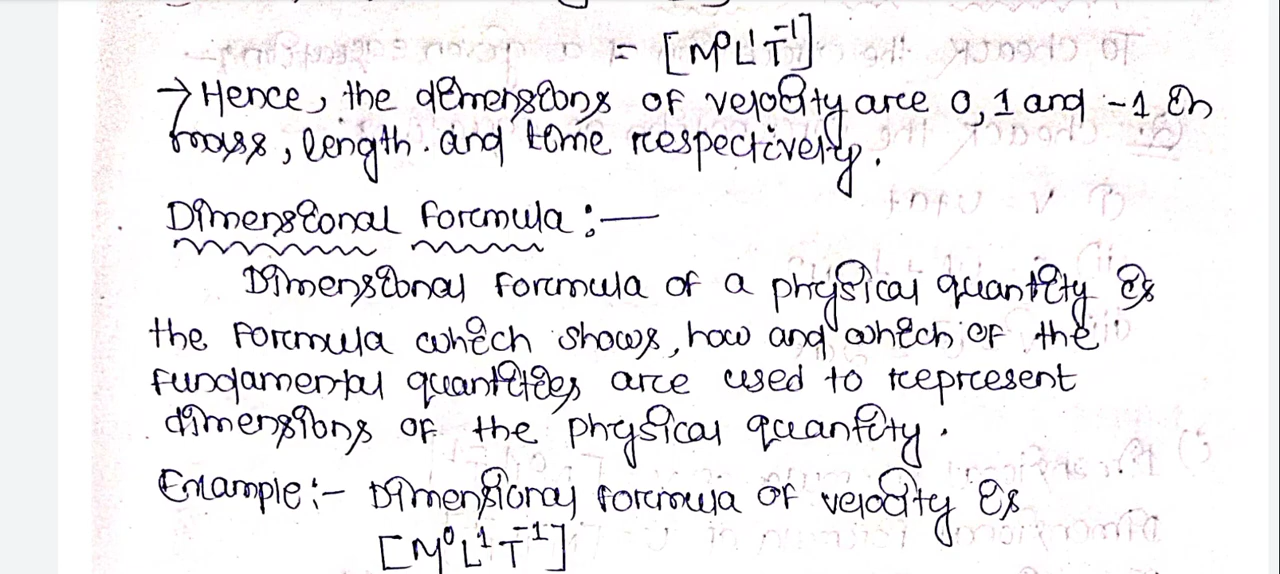 = [M⁰L¹T⁻¹]
→ Hence, the dimensions of velocity are 0, 1 and -1 in
mass, length. and time respectively.
Dimensional formula :—
Dimensional formula of a physical quantity is
the formula which shows, how and which of the
fundamental quantities are used to represent
dimensions of the physical quantity.
Example :- Dimensional formula of velocity is
[M⁰L¹T⁻¹]